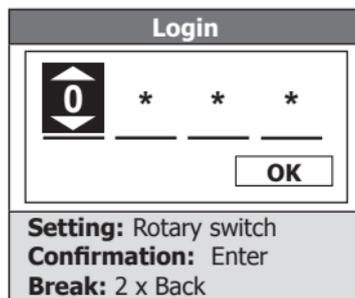 Login
0 * * *
OK
Setting: Rotary switch
Confirmation: Enter
Break: 2 x Back